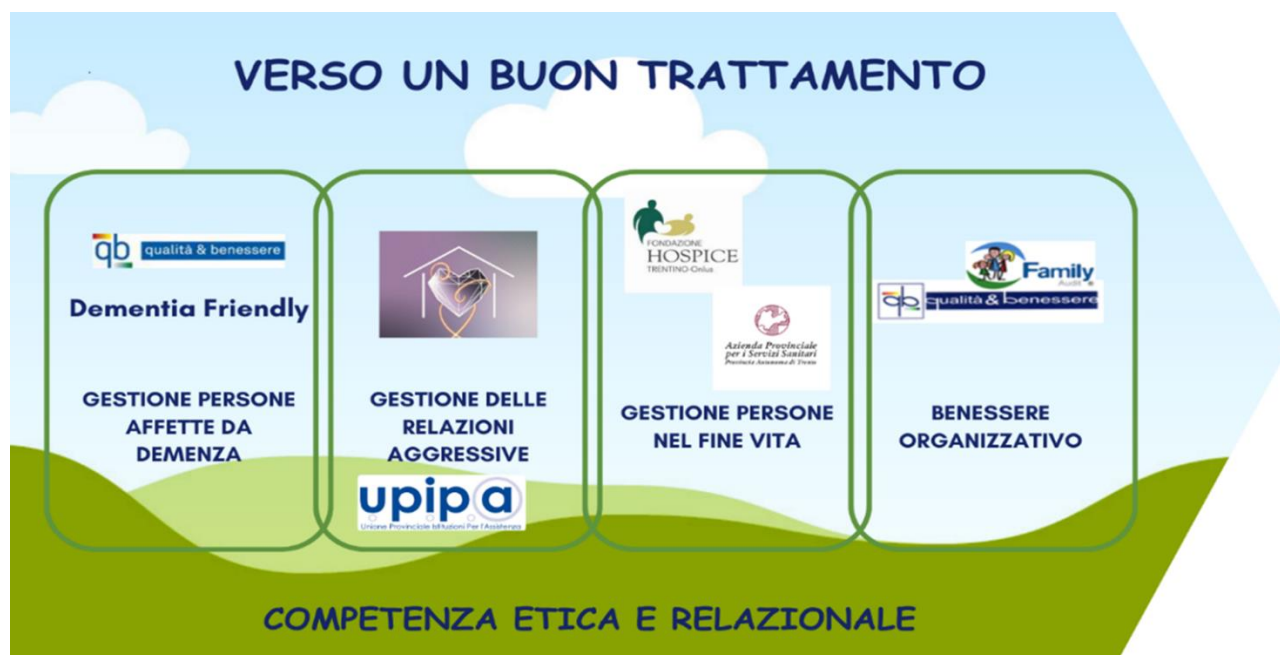 VERSO UN BUON TRATTAMENTO
qb qualità & benessere
Dementia Friendly
GESTIONE PERSONE
AFFETTE DA
DEMENZA
GESTIONE DELLE
RELAZIONI
AGGRESSIVE
upipa
Unione Provinciale Istituzioni Per l'Assistenza
FONDAZIONE
HOSPICE
TRENTINO Onlus
Azienda Provinciale
per i Servizi Sanitari
Provincia Autonoma di Trento
GESTIONE PERSONE
NEL FINE VITA
Family
Audit ®
qb qualità & benessere
BENESSERE
ORGANIZZATIVO
COMPETENZA ETICA E RELAZIONALE